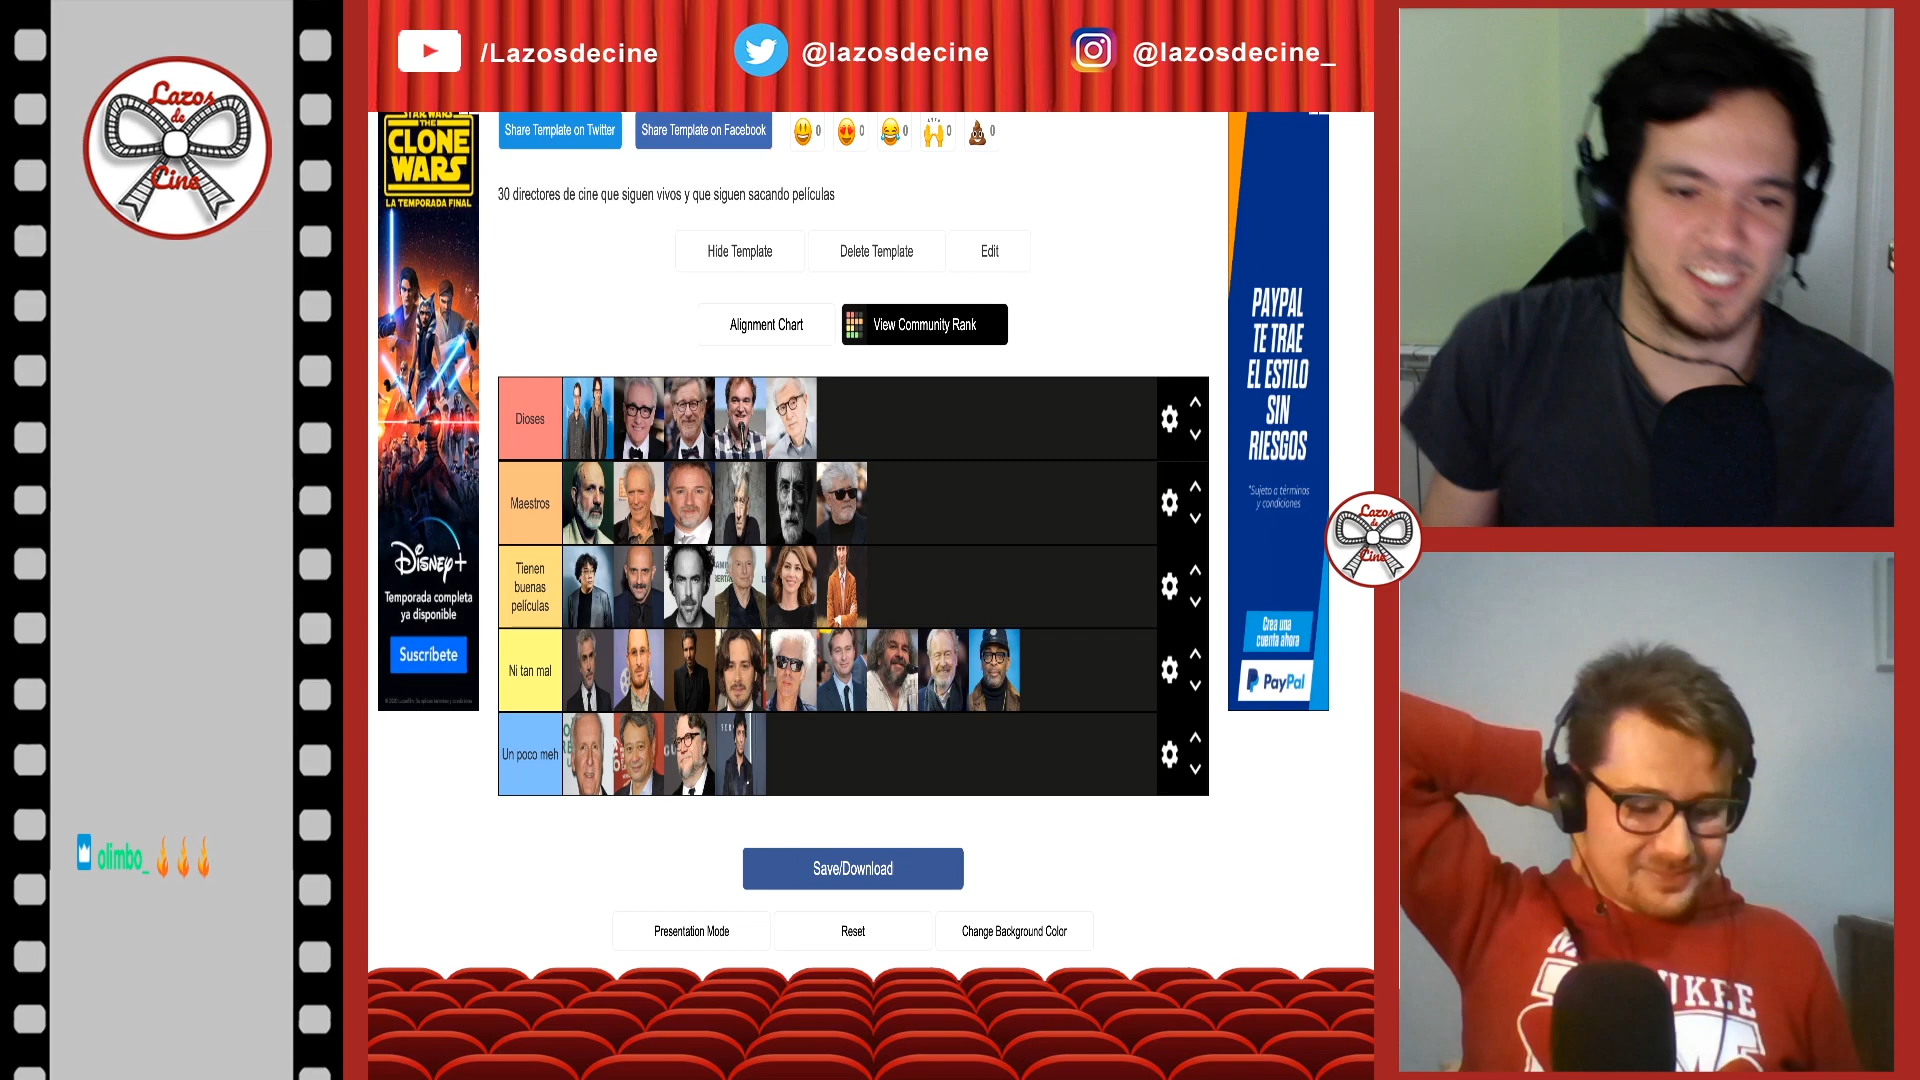 Lazos
de
Cine
/Lazosdecine
@lazosdecine
@lazosdecine_
STAR WARS
THE
CLONE
WARS
LA TEMPORADA FINAL
Disney+
Temporada completa
ya disponible
Suscríbete
Share Template on Twitter
Share Template on Facebook
0
0
0
0
0
30 directores de cine que siguen vivos y que siguen sacando películas
Hide Template
Delete Template
Edit
Alignment Chart
View Community Rank
Dioses
Maestros
Tienen
buenas
películas
Ni tan mal
Un poco meh
Save/Download
Presentation Mode
Reset
Change Background Color
PAYPAL
TE TRAE
EL ESTILO
SIN
RIESGOS
*Sujeto a términos
y condiciones
Crea una
cuenta ahora
PayPal
Lazos
de
Cine
olimbo_